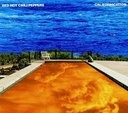 RED HOT CHILI PEPPERS
CALIFORNICATION